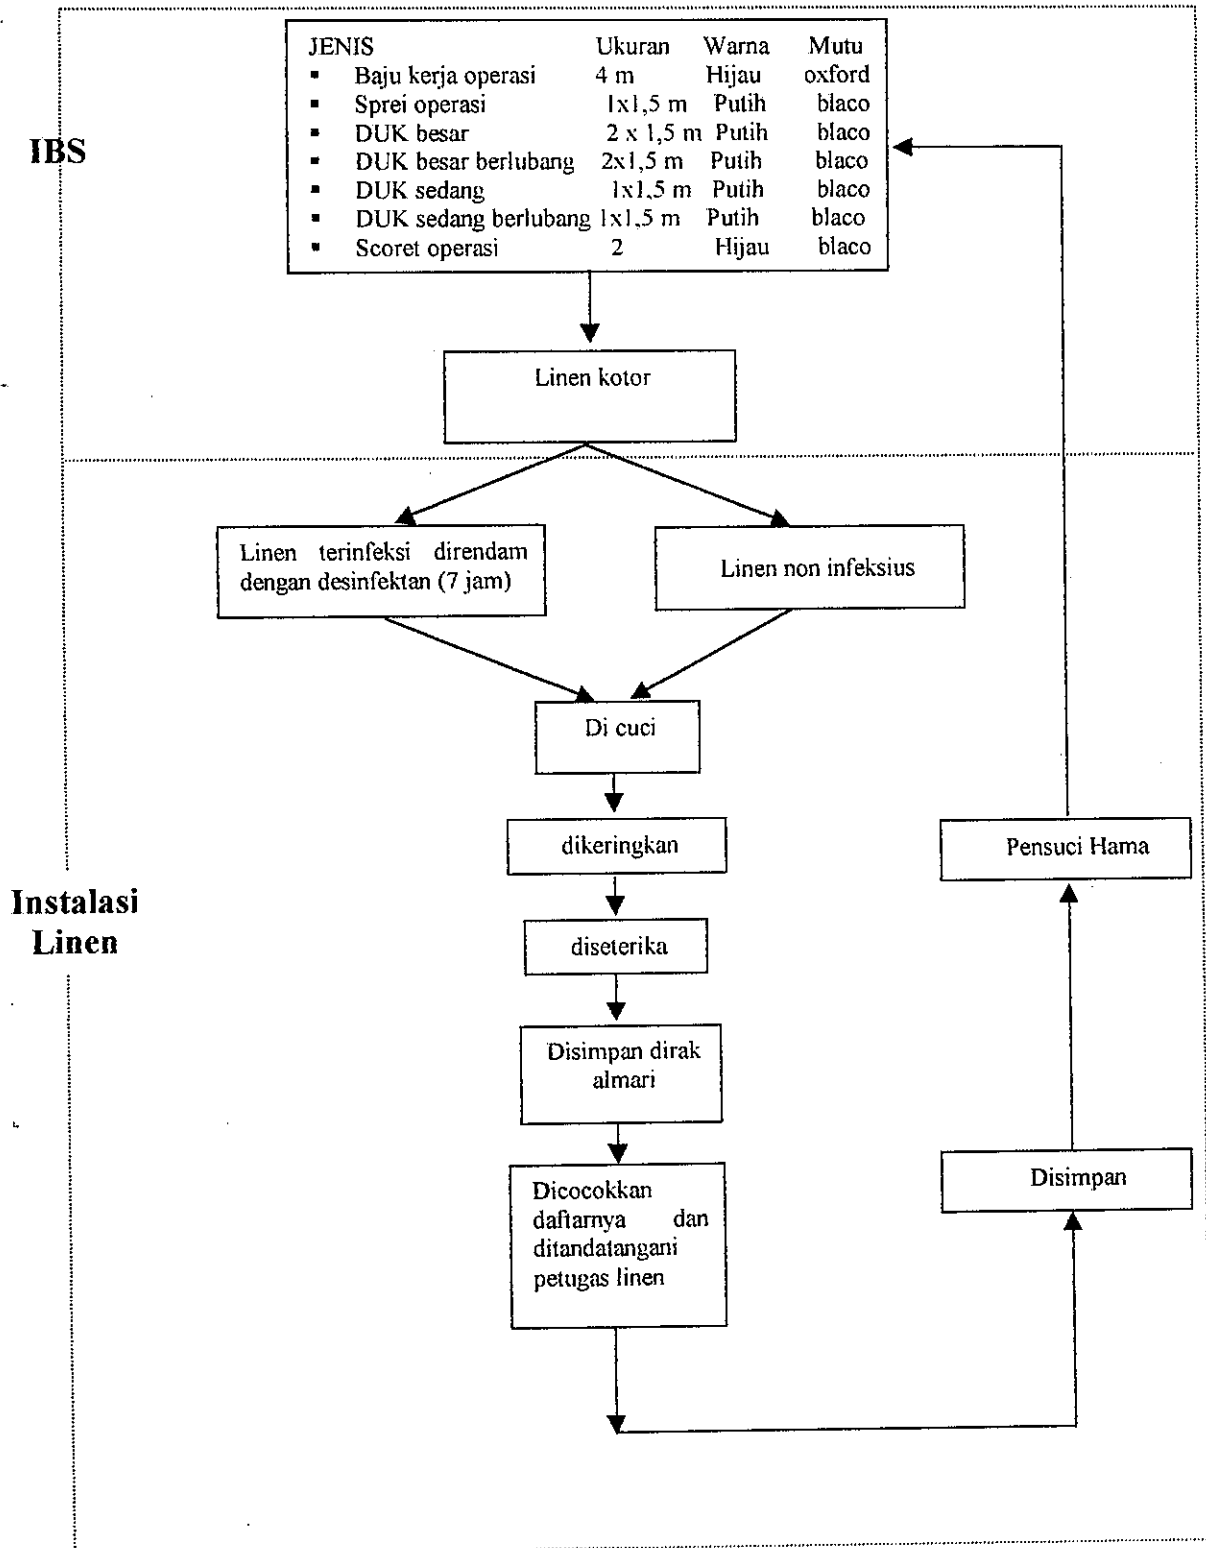 JENIS Ukuran Warna Mutu
▪ Baju kerja operasi 4 m Hijau oxford
▪ Sprei operasi 1x1,5 m Putih blaco
▪ DUK besar 2 x 1,5 m Putih blaco
▪ DUK besar berlubang 2x1,5 m Putih blaco
▪ DUK sedang 1x1,5 m Putih blaco
▪ DUK sedang berlubang 1x1,5 m Putih blaco
▪ Scoret operasi 2 Hijau blaco
IBS
Linen kotor
Linen terinfeksi direndam
dengan desinfektan (7 jam)
Linen non infeksius
Di cuci
dikeringkan
Pensuci Hama
Instalasi
Linen
diseterika
Disimpan dirak
almari
Dicocokkan
daftarnya dan
ditandatangani
petugas linen
Disimpan